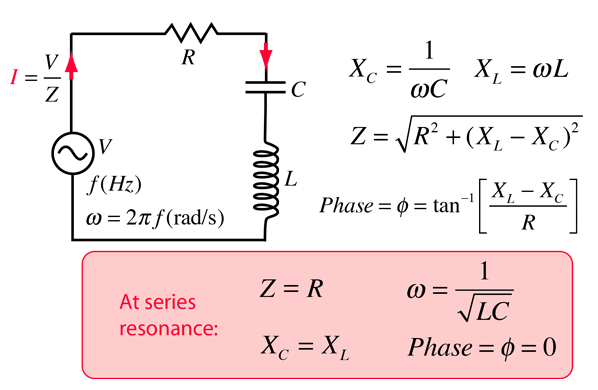 R
I = V/Z
C
X_C = 1/ωC   X_L = ωL
Z = √(R² + (X_L – X_C)²)
V
L
f(Hz)
ω = 2πf(rad/s)
Phase = ϕ = tan⁻¹[(X_L – X_C)/R]
At series
resonance:
Z = R   ω = 1/√LC
X_C = X_L   Phase = ϕ = 0